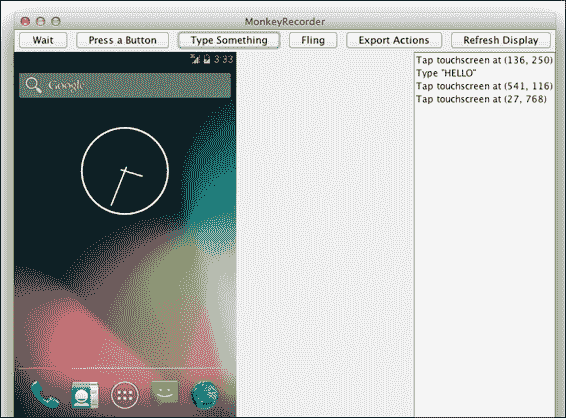 MonkeyRecorder
Wait Press a Button Type Something Fling Export Actions Refresh Display
3:33
Google
Tap touchscreen at (136, 250)
Type "HELLO"
Tap touchscreen at (541, 116)
Tap touchscreen at (27, 768)